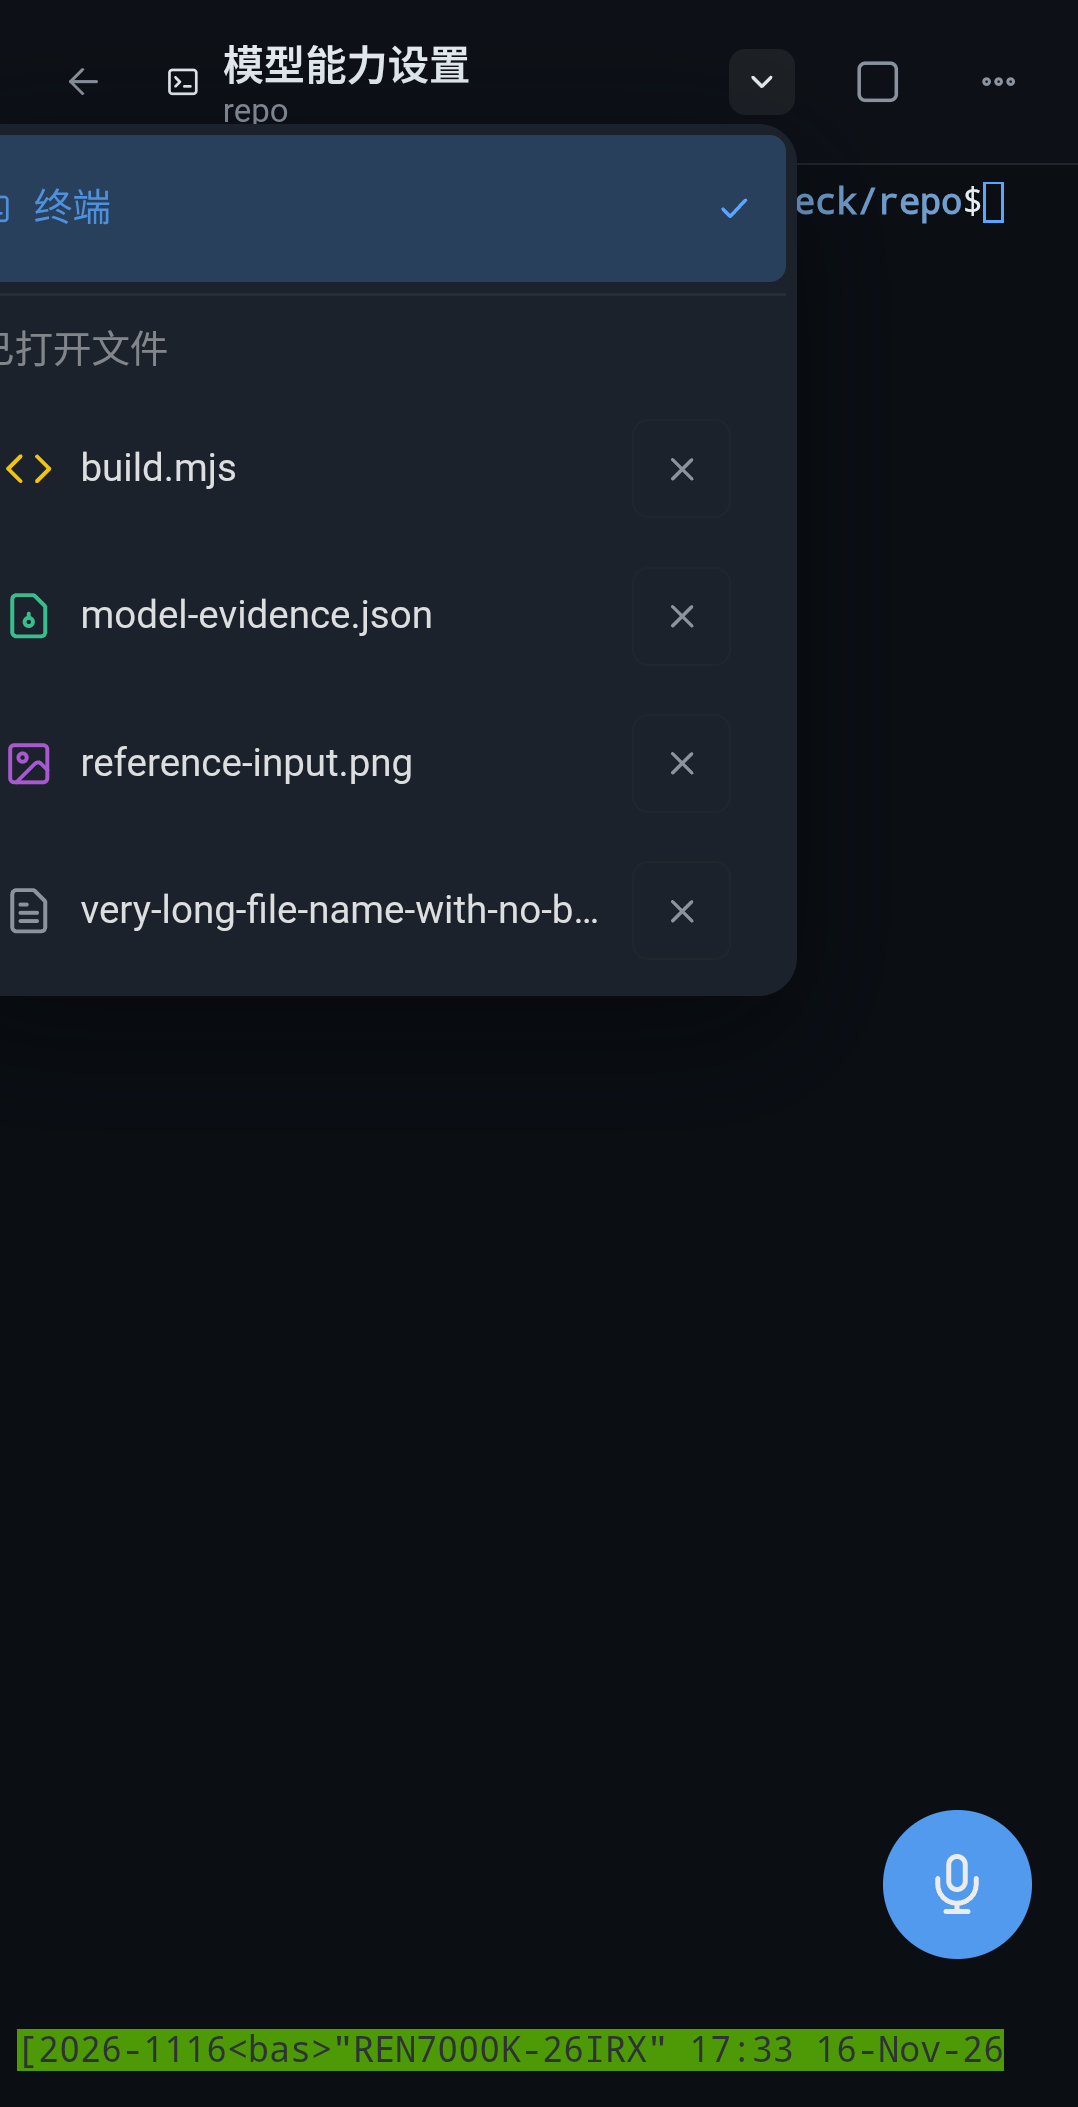 模型能力设置
repo
终端
eck/repo$
已打开文件
build.mjs
model-evidence.json
reference-input.png
very-long-file-name-with-no-b…
[2026-1116<bas>"REN7000K-26IRX" 17:33 16-Nov-26